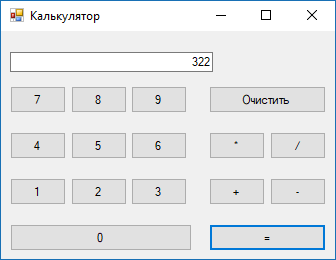 Калькулятор
322
7 8 9 Очистить
4 5 6 * /
1 2 3 + -
0 =